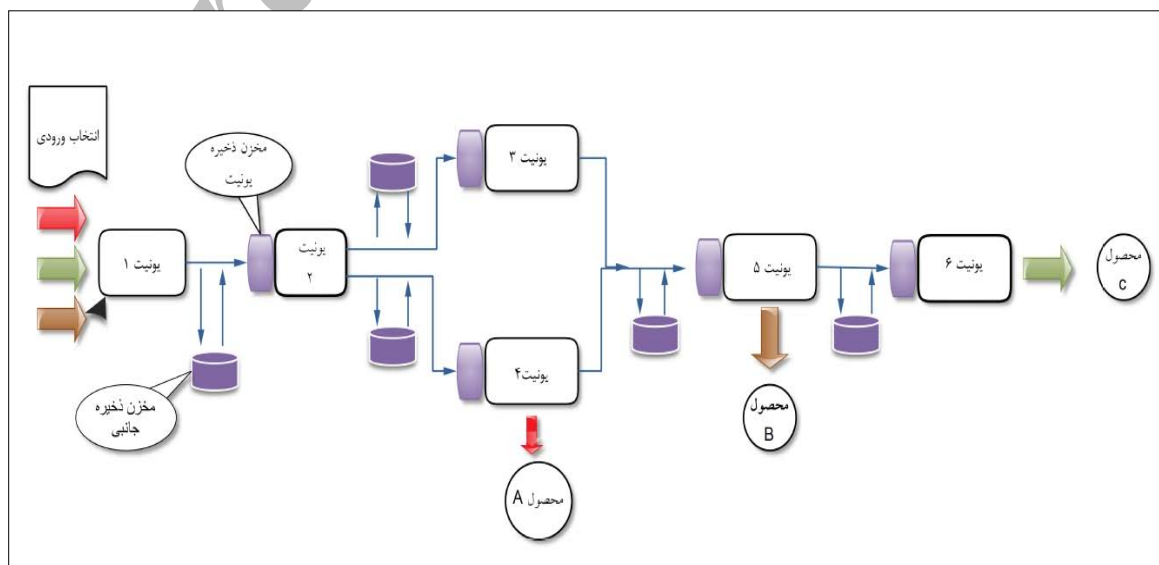 انتخاب ورودی
مخزن ذخیره
یونیت
یونیت ۱
یونیت
۲
یونیت ۳
یونیت۴
یونیت ۵
یونیت ۶
محصول
c
مخزن ذخیره
جانبی
محصول A
محصول
B